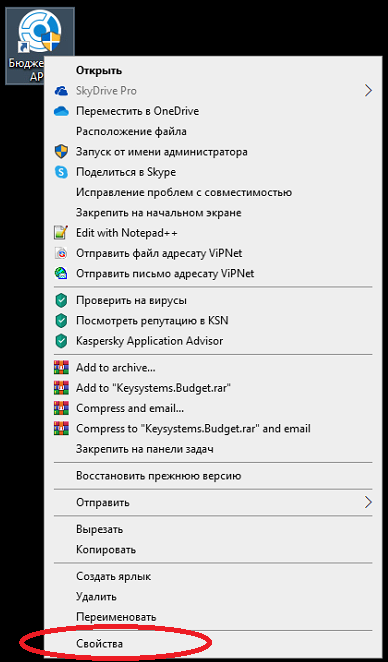 Бюдже
АР
Открыть
SkyDrive Pro
Переместить в OneDrive
Расположение файла
Запуск от имени администратора
Поделиться в Skype
Исправление проблем с совместимостью
Закрепить на начальном экране
Edit with Notepad++
Отправить файл адресату ViPNet
Отправить письмо адресату ViPNet
Проверить на вирусы
Посмотреть репутацию в KSN
Kaspersky Application Advisor
Add to archive...
Add to "Keysystems.Budget.rar"
Compress and email...
Compress to "Keysystems.Budget.rar" and email
Закрепить на панели задач
Восстановить прежнюю версию
Отправить
Вырезать
Копировать
Создать ярлык
Удалить
Переименовать
Свойства